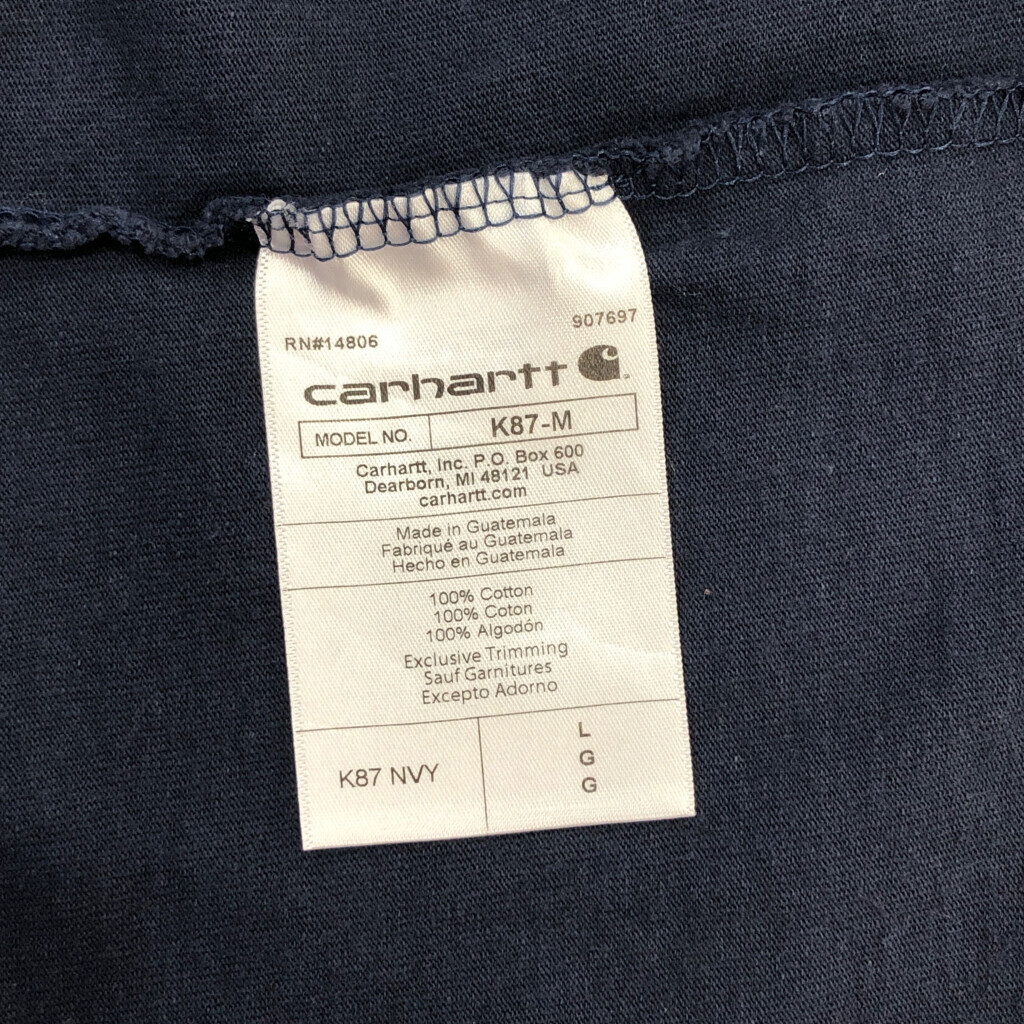 907697
RN#14806
carhartt
MODEL NO. K87-M
Carhartt, Inc. P.O. Box 600
Dearborn, MI 48121 USA
carhartt.com
Made in Guatemala
Fabriqué au Guatemala
Hecho en Guatemala
100% Cotton
100% Coton
100% Algodón
Exclusive Trimming
Sauf Garnitures
Excepto Adorno
K87 NVY
L
G
G